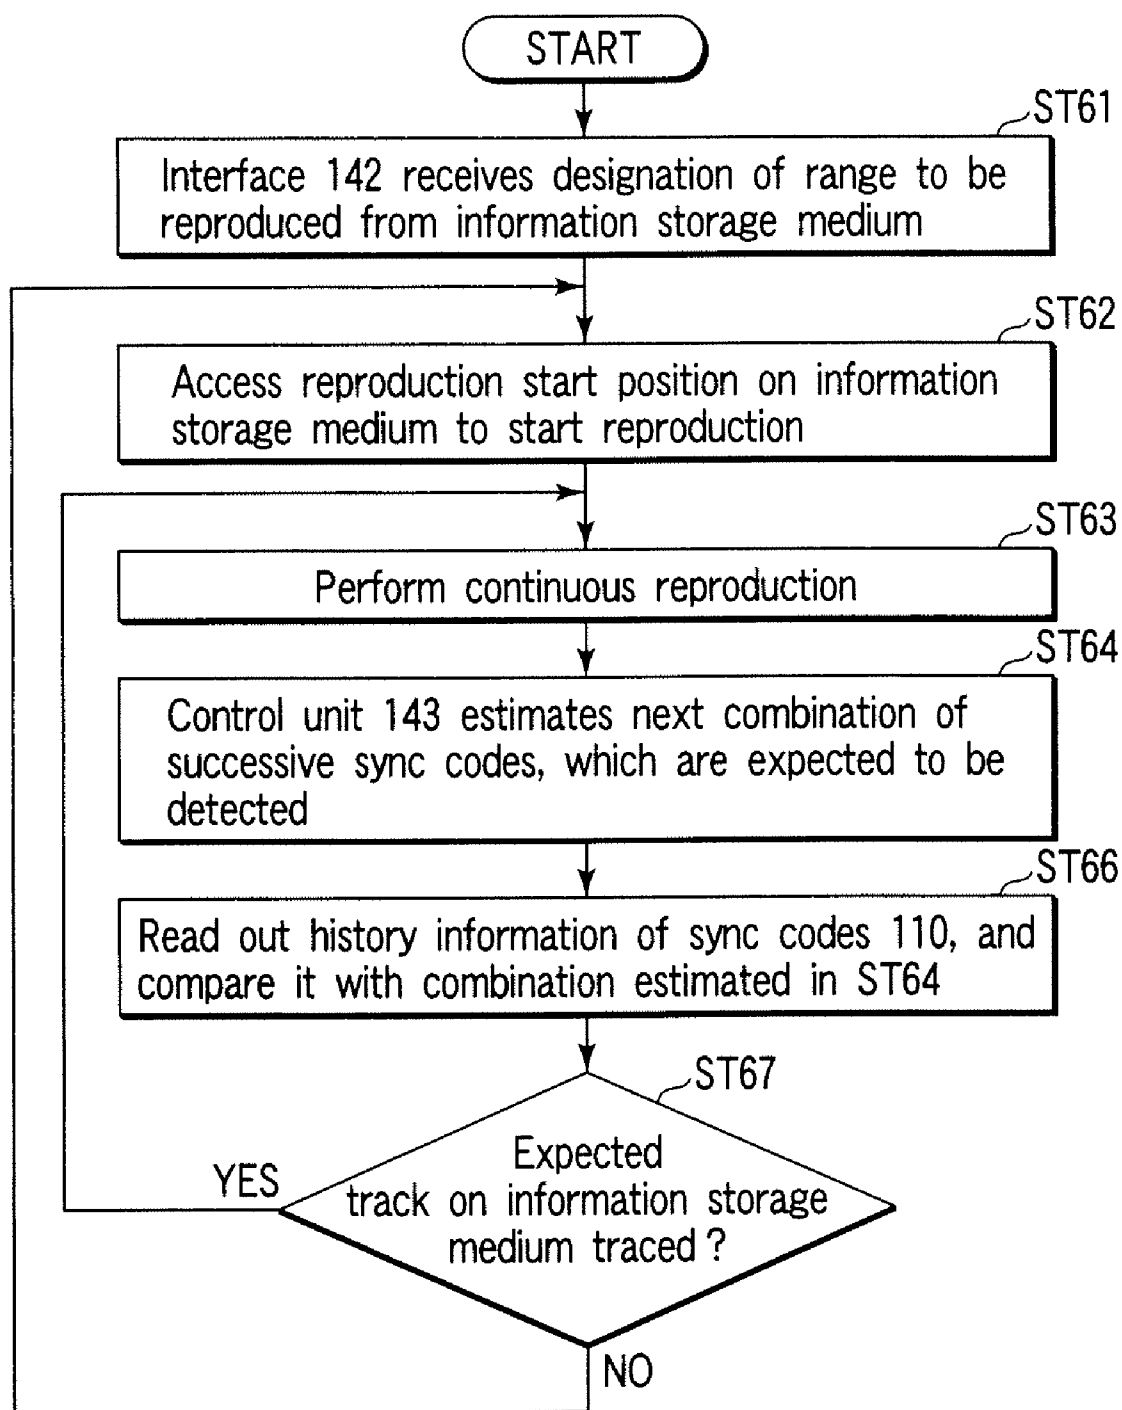 START
ST61
Interface 142 receives designation of range to be
reproduced from information storage medium
ST62
Access reproduction start position on information
storage medium to start reproduction
ST63
Perform continuous reproduction
ST64
Control unit 143 estimates next combination of
successive sync codes, which are expected to be
detected
ST66
Read out history information of sync codes 110, and
compare it with combination estimated in ST64
ST67
Expected
track on information storage
medium traced?
YES
NO